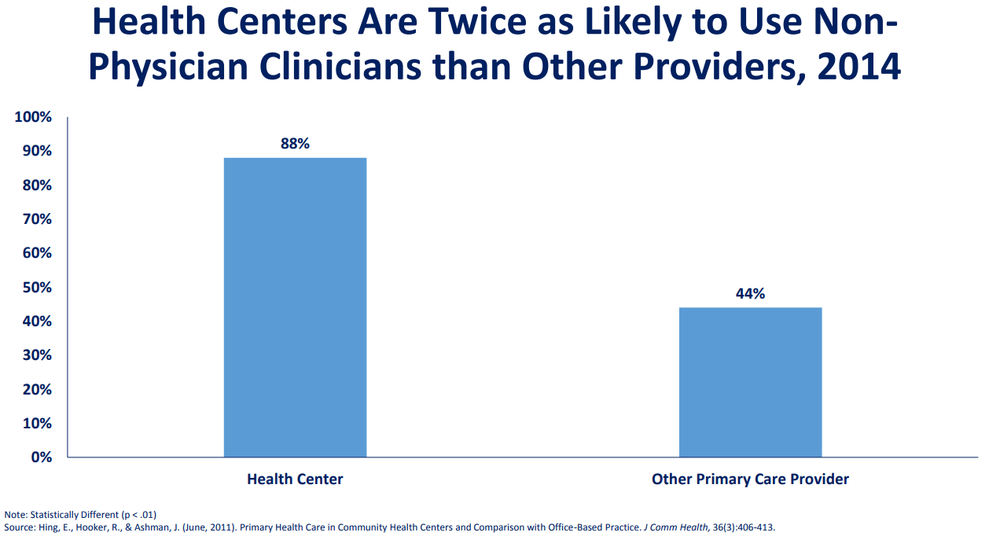 Health Centers Are Twice as Likely to Use Non-
Physician Clinicians than Other Providers, 2014
100%
90%
80%
70%
60%
50%
40%
30%
20%
10%
0%
88%
44%
Health Center
Other Primary Care Provider
Note: Statistically Different (p < .01)
Source: Hing, E., Hooker, R., & Ashman, J. (June, 2011). Primary Health Care in Community Health Centers and Comparison with Office-Based Practice. J Comm Health, 36(3):406-413.